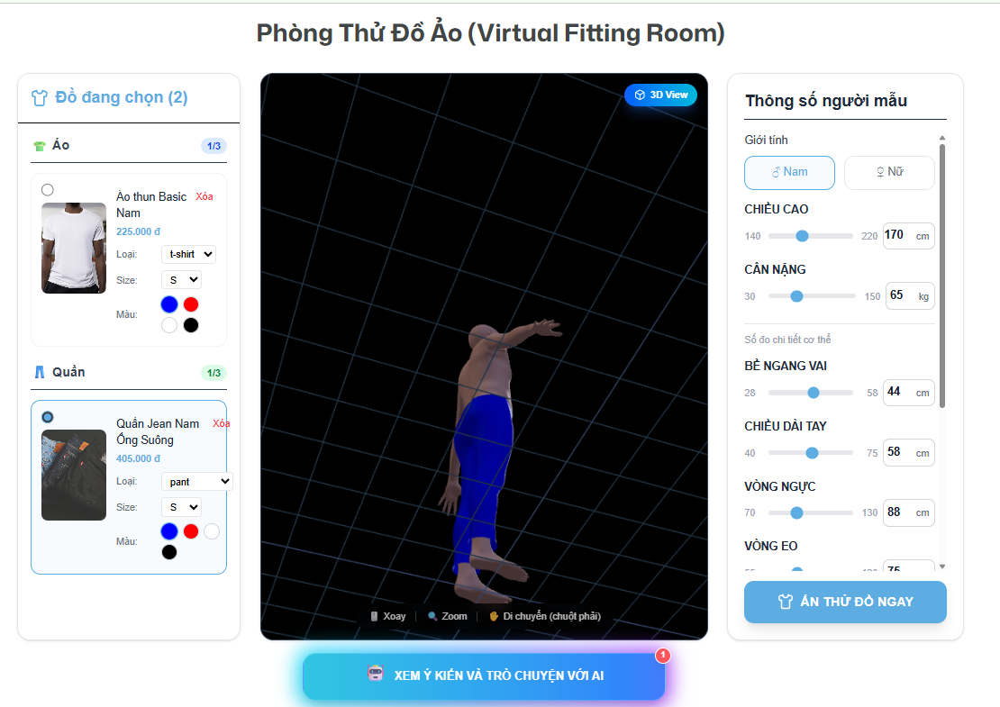 Phòng Thử Đồ Ảo (Virtual Fitting Room)
Đồ đang chọn (2)
Áo
1/3
Áo thun Basic Nam
Xóa
225.000 đ
Loại:
t-shirt
Size:
S
Màu:
Quần
1/3
Quần Jean Nam Ống Suông
Xóa
405.000 đ
Loại:
pant
Size:
S
Màu:
3D View
Xoay
Zoom
Di chuyển (chuột phải)
Thông số người mẫu
Giới tính
♂ Nam
♀ Nữ
CHIỀU CAO
140
220
170
cm
CÂN NẶNG
30
150
65
kg
Số đo chi tiết cơ thể
BỀ NGANG VAI
28
58
44
cm
CHIỀU DÀI TAY
40
75
58
cm
VÒNG NGỰC
70
130
88
cm
VÒNG EO
75
ẤN THỬ ĐỒ NGAY
XEM Ý KIẾN VÀ TRÒ CHUYỆN VỚI AI
1